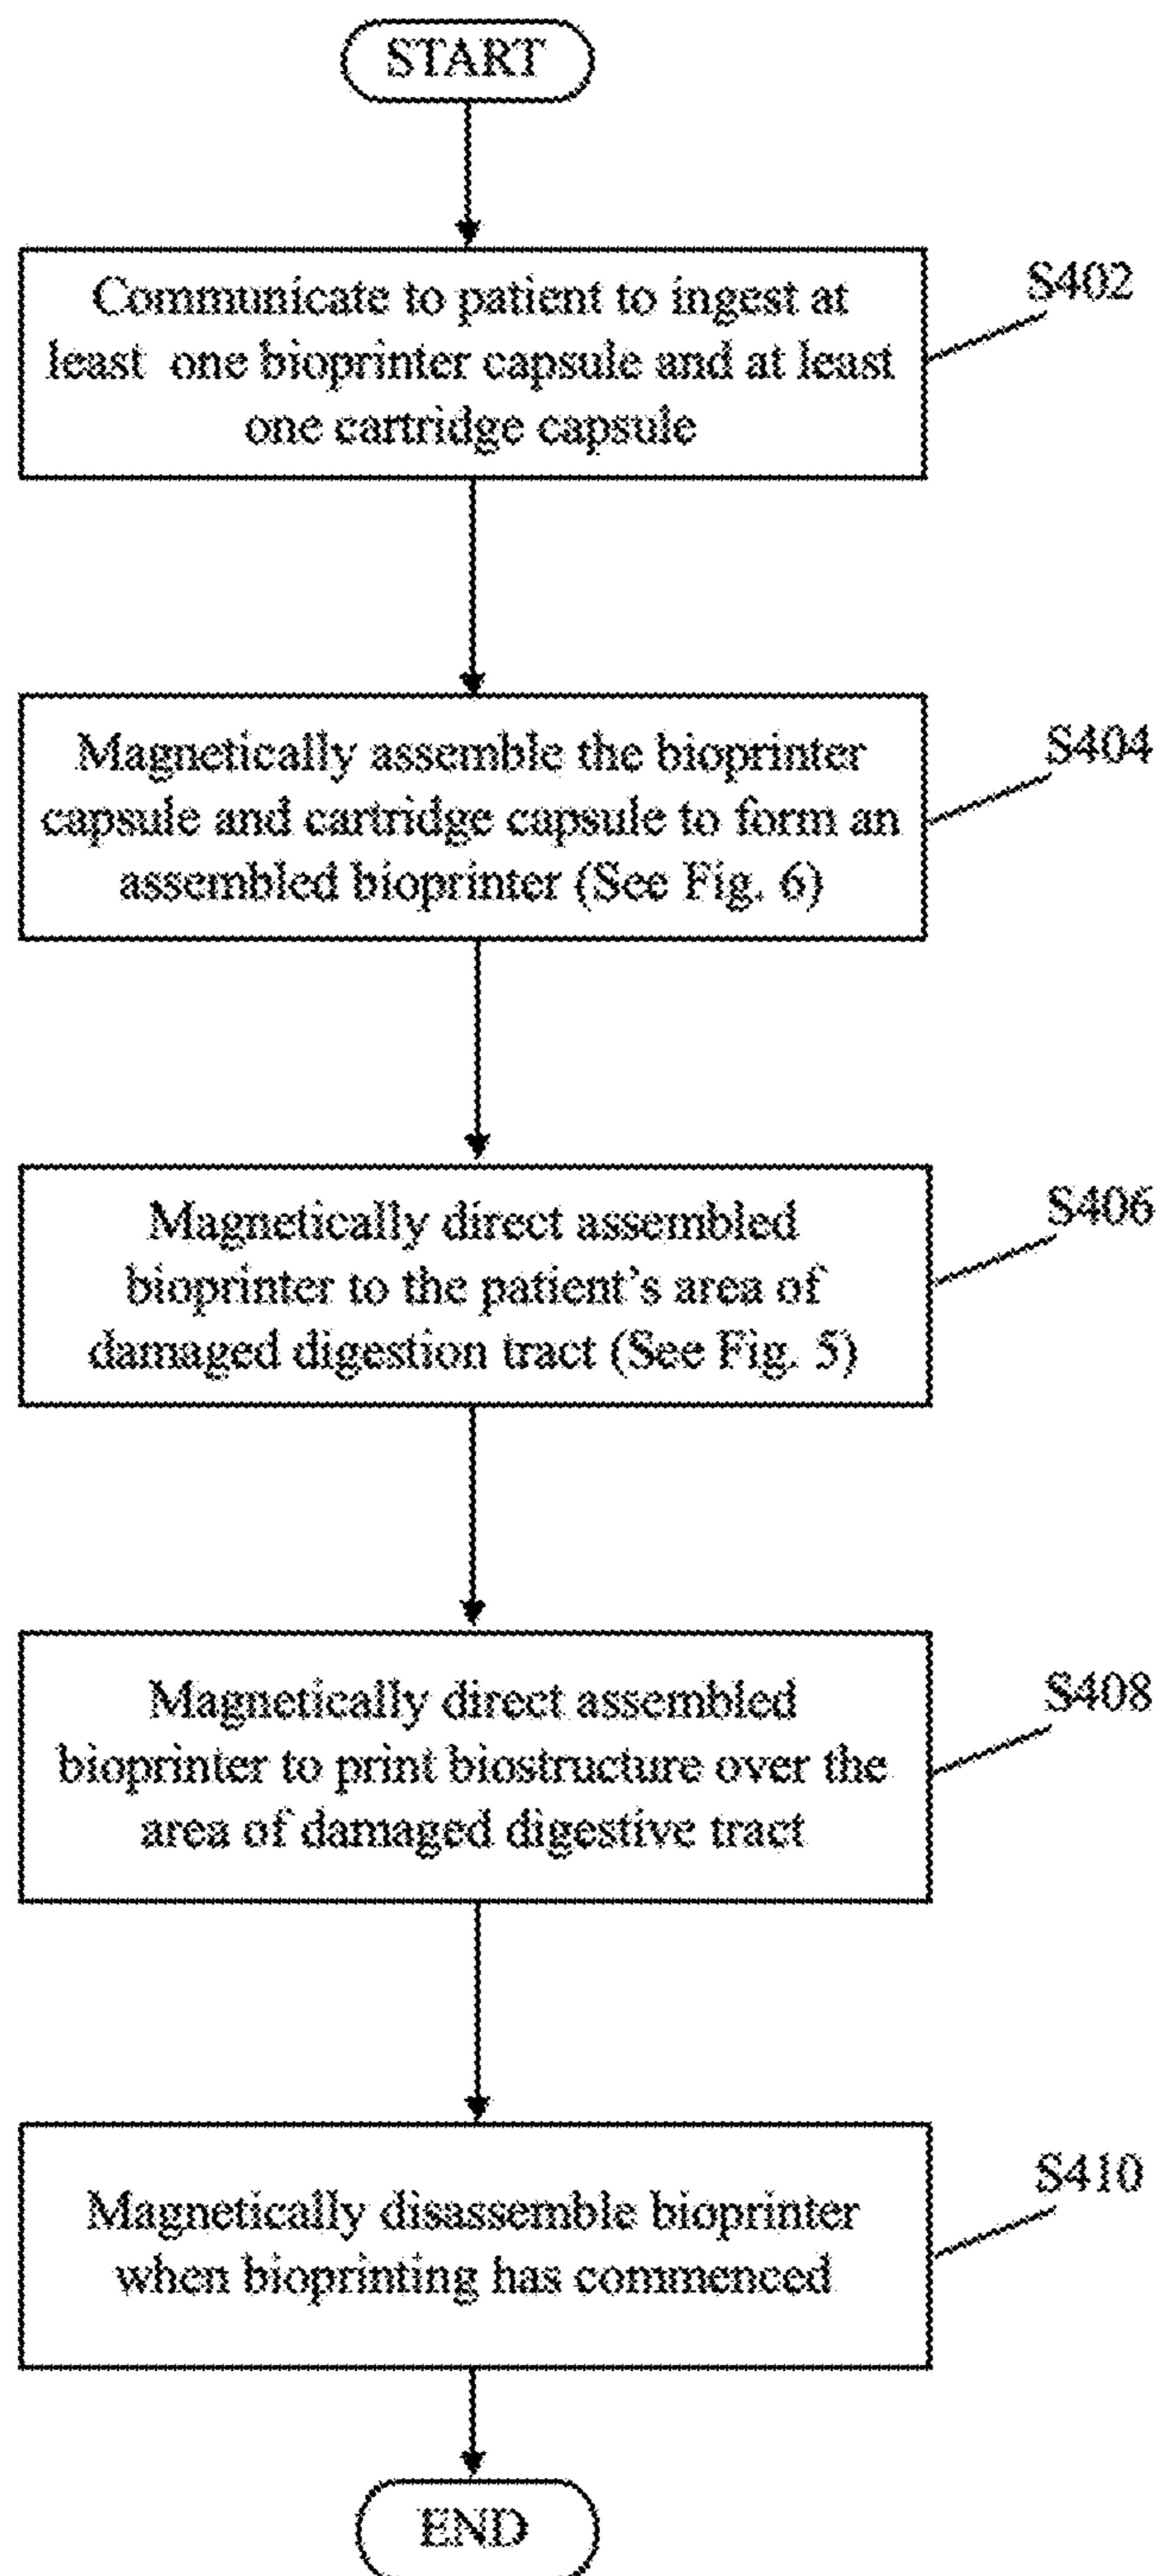 START
Communicate to patient to ingest at
least one bioprinter capsule and at least
one cartridge capsule
S402
Magnetically assemble the bioprinter
capsule and cartridge capsule to form an
assembled bioprinter (See Fig. 6)
S404
Magnetically direct assembled
bioprinter to the patient's area of
damaged digestion tract (See Fig. 5)
S406
Magnetically direct assembled
bioprinter to print biostructure over the
area of damaged digestive tract
S408
Magnetically disassemble bioprinter
when bioprinting has commenced
S410
END